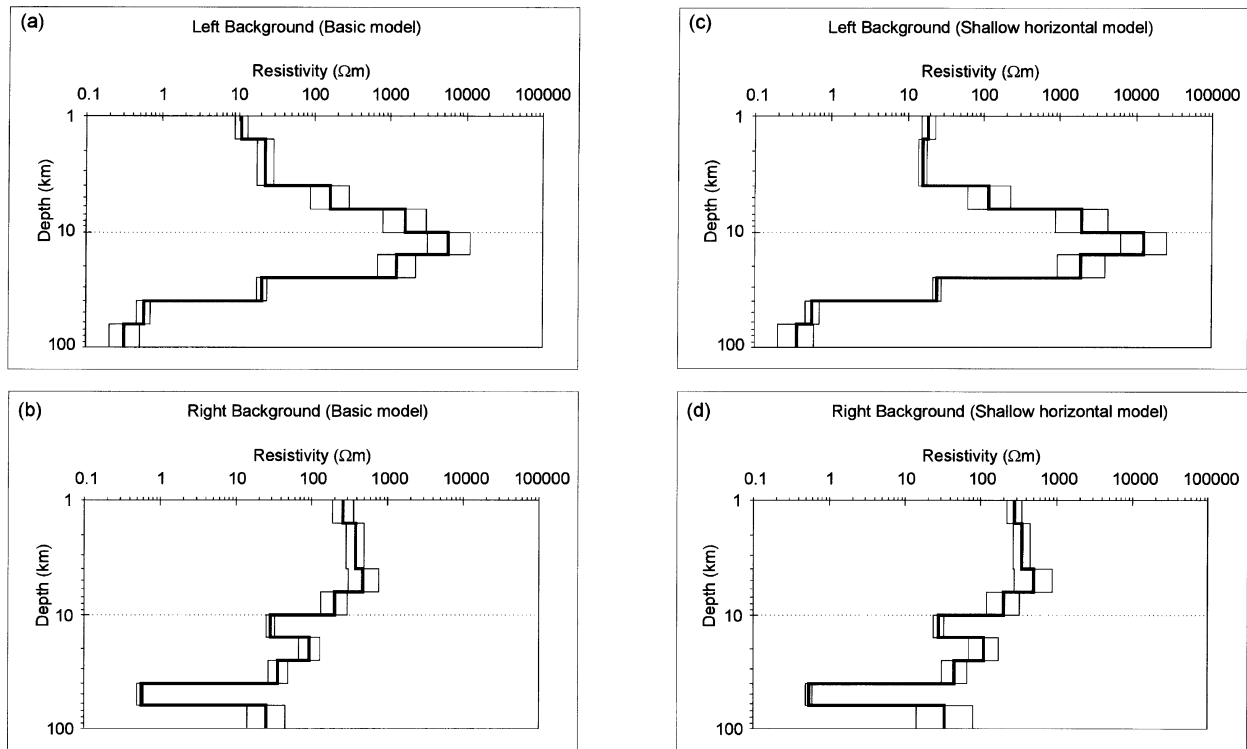 (a)
Left Background (Basic model)
Resistivity (Ωm)
0.1 1 10 100 1000 10000 100000
1
10
100
Depth (km)
(c)
Left Background (Shallow horizontal model)
Resistivity (Ωm)
0.1 1 10 100 1000 10000 100000
1
10
100
Depth (km)
(b)
Right Background (Basic model)
Resistivity (Ωm)
0.1 1 10 100 1000 10000 100000
1
10
100
Depth (km)
(d)
Right Background (Shallow horizontal model)
Resistivity (Ωm)
0.1 1 10 100 1000 10000 100000
1
10
100
Depth (km)